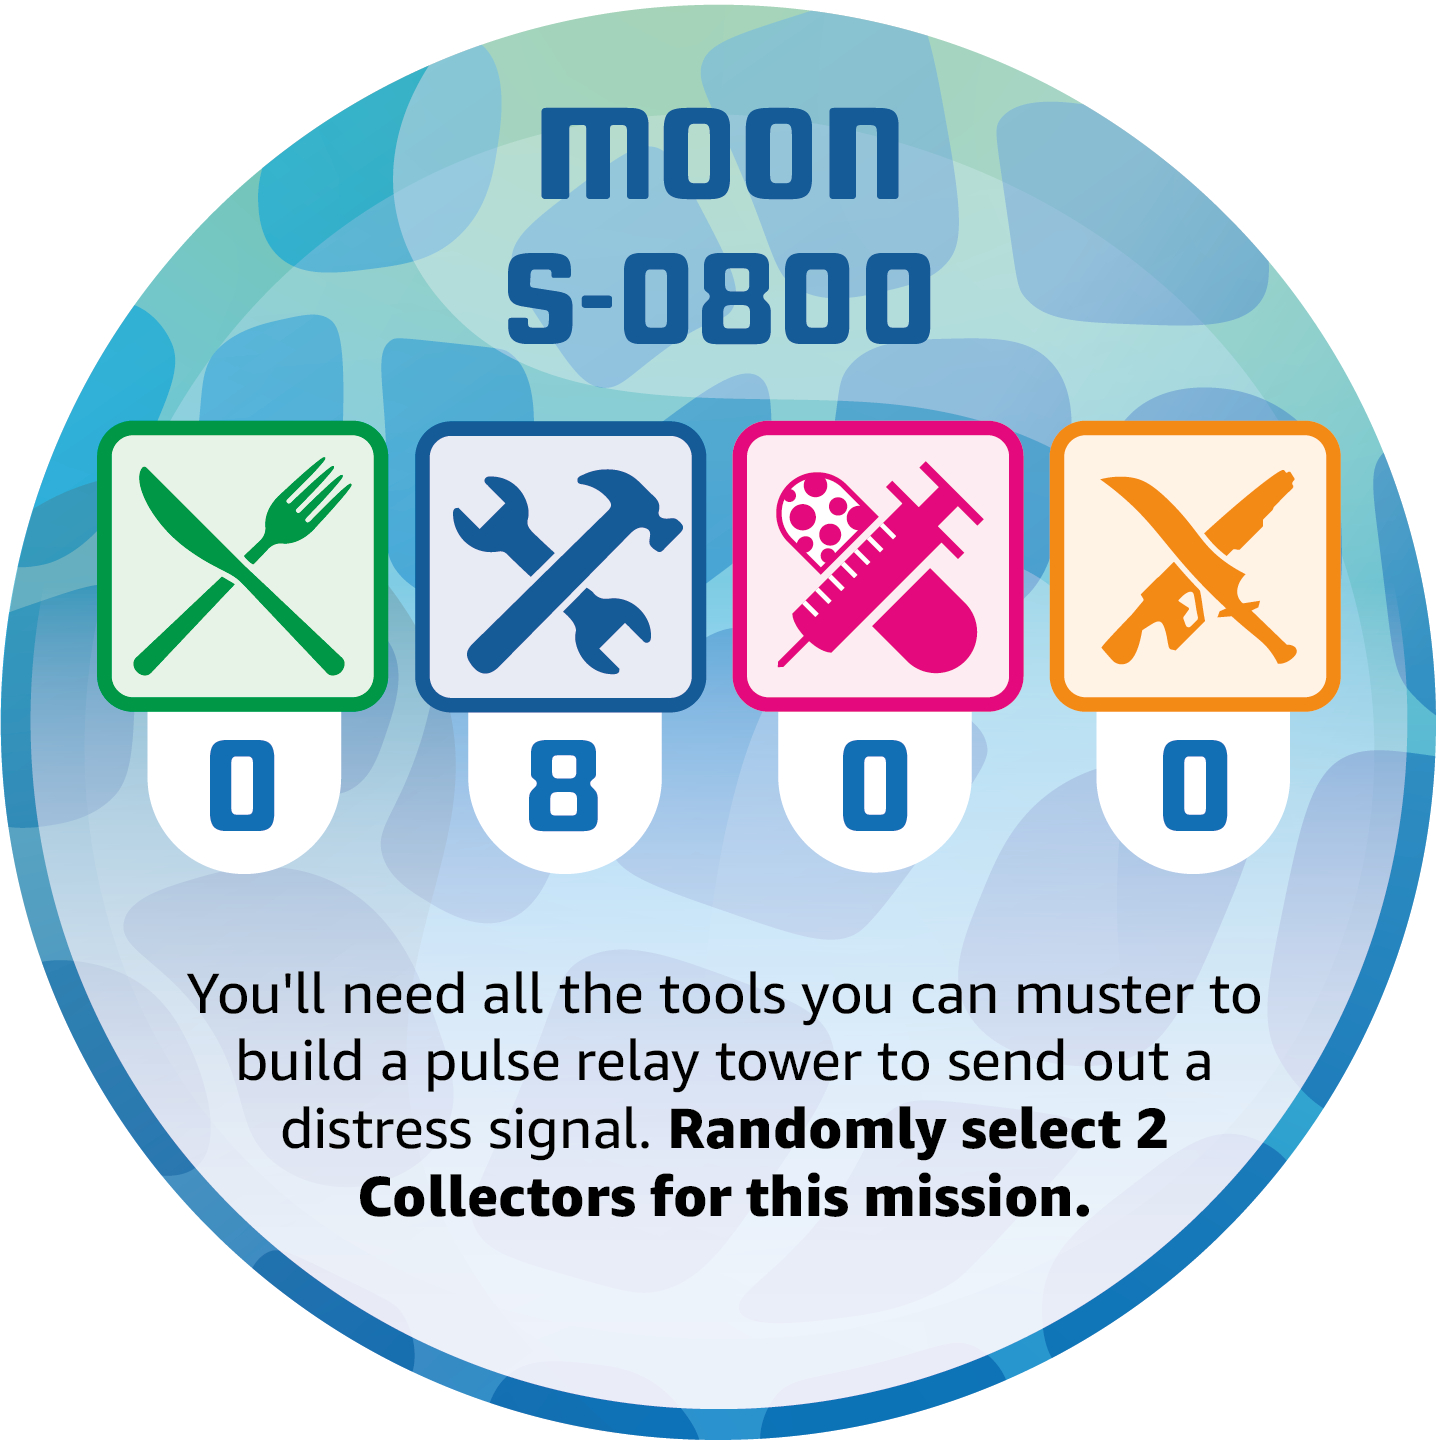 MOON
S-0800
0 8 0 0
You'll need all the tools you can muster to
build a pulse relay tower to send out a
distress signal. Randomly select 2
Collectors for this mission.